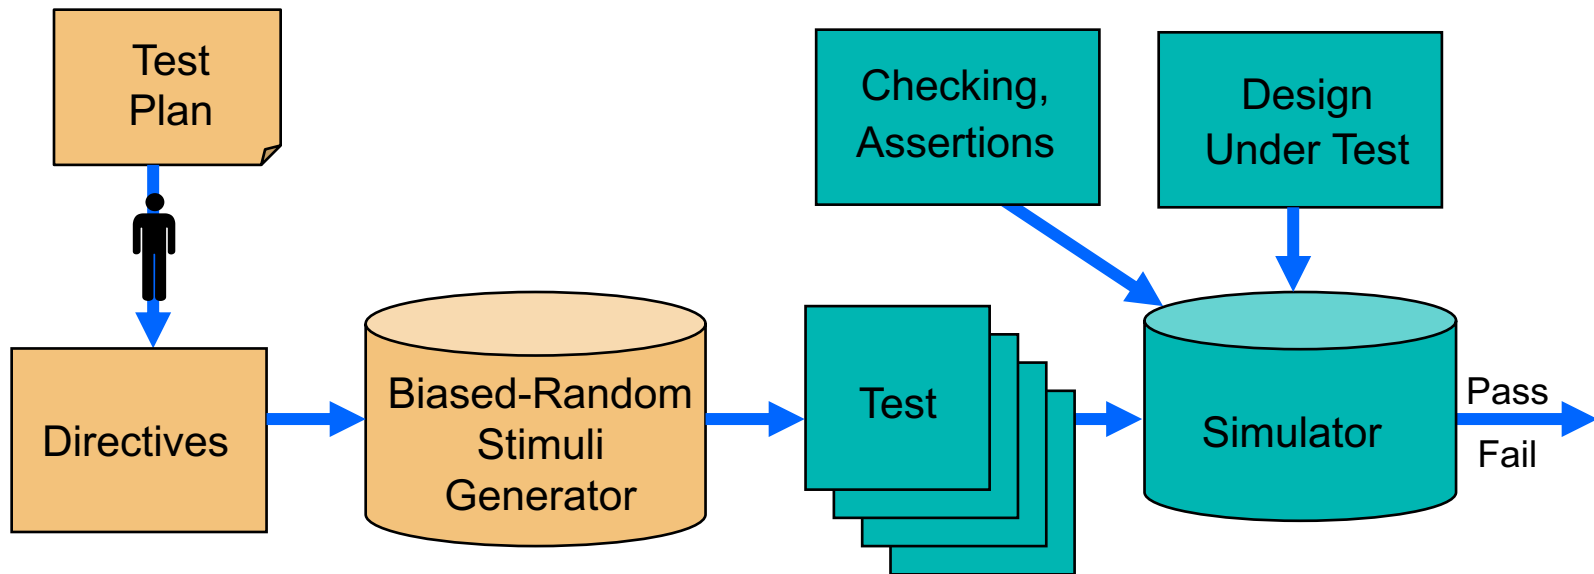 Test
Plan
Checking,
Assertions
Design
Under Test
Directives
Biased-Random
Stimuli
Generator
Test
Simulator
Pass
Fail